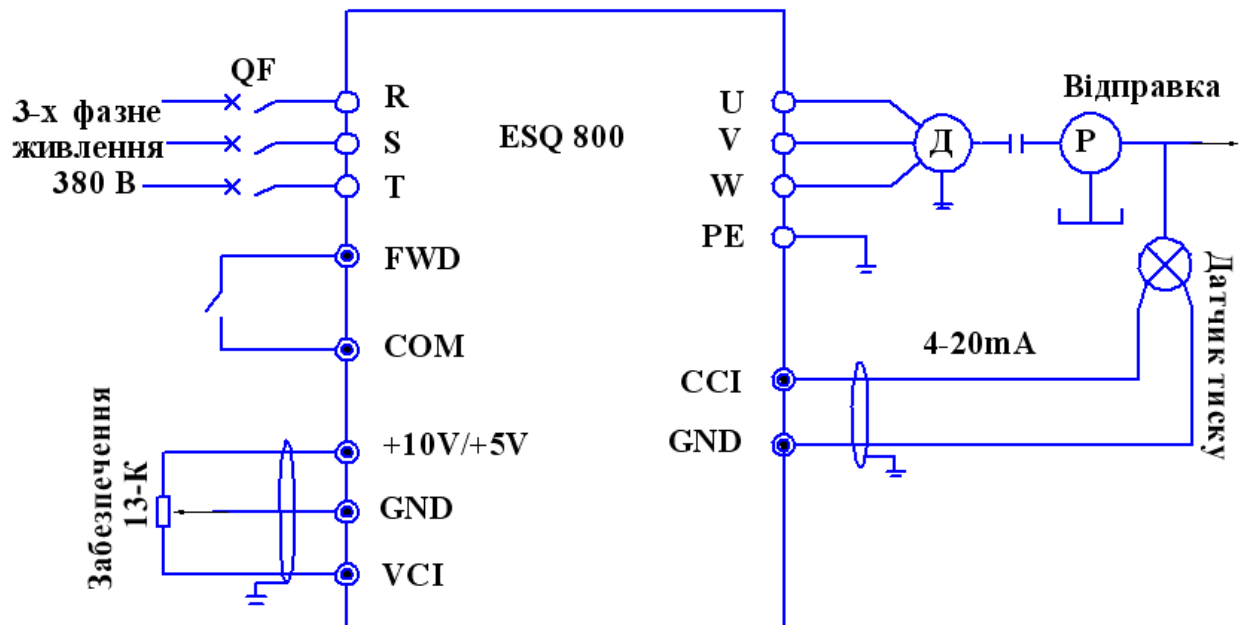 QF
3-х фазне
живлення
380 В
R
S
T
ESQ 800
FWD
COM
+10V/+5V
GND
VCI
Забезпечення
13-К
U
V
W
PE
CCI
GND
Д
Р
Відправка
4-20mA
Датчик тиску